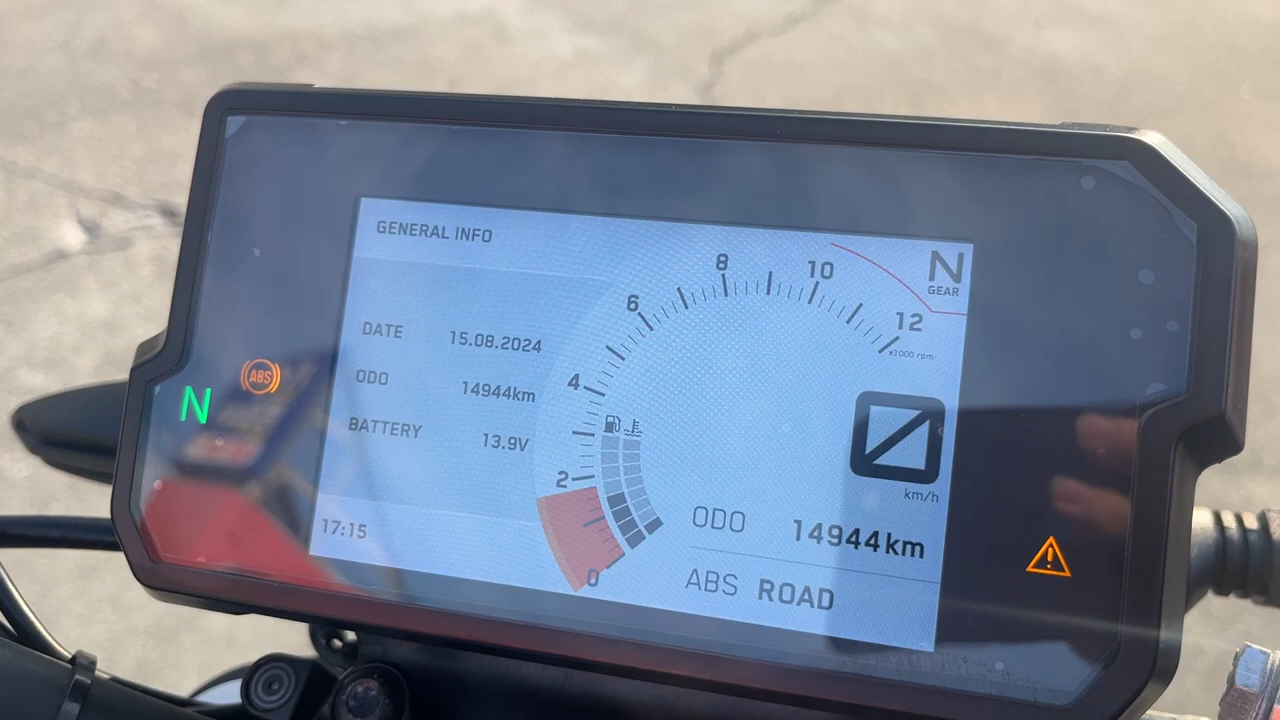 GENERAL INFO
DATE 15.08.2024
ODO 14944km
BATTERY 13.9V
17:15
0
2
4
6
8
10
12
x1000 rpm
N
GEAR
0
km/h
ODO 14944km
ABS ROAD
ABS
N